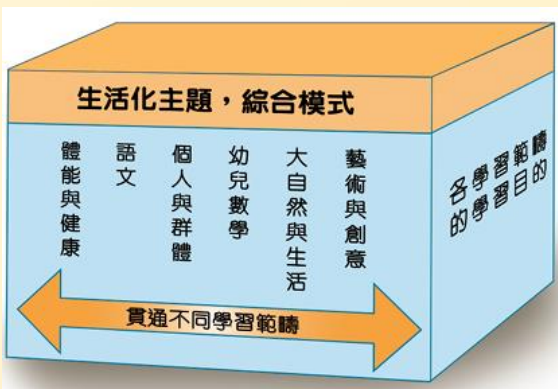 生活化主題，綜合模式
體能與健康
語文
個人與群體
幼兒數學
大自然與生活
藝術與創意
各學習範疇
的學習目的
貫通不同學習範疇